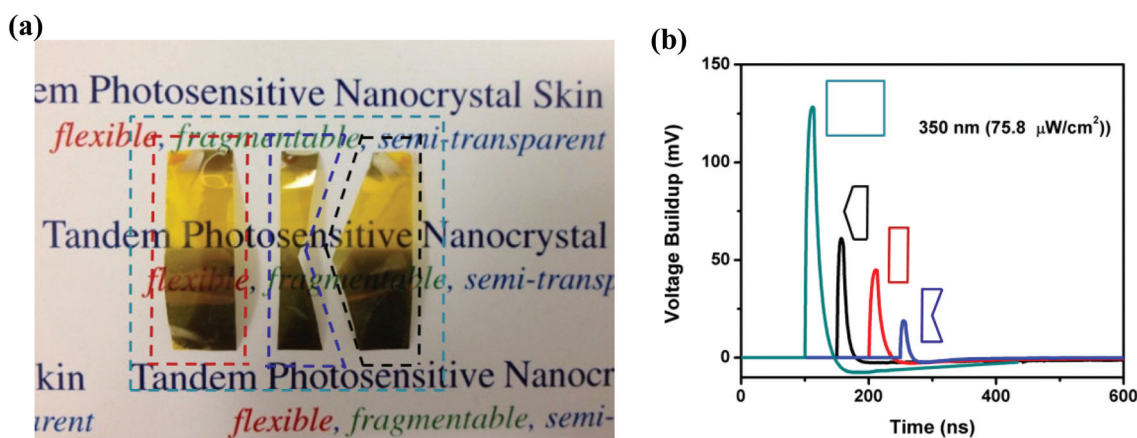 (a)
em Photosensitive Nanocrystal Skin
flexible, fragmentable, semi-transparent
Tandem Photosensitive Nanocrystal
flexible, fragmentable, semi-transp
kin Tandem Photosensitive Nanocr
arent flexible, fragmentable, semi-
(b)
150
100
50
0
Voltage Buildup (mV)
350 nm (75.8 μW/cm²))
0 200 400 600
Time (ns)